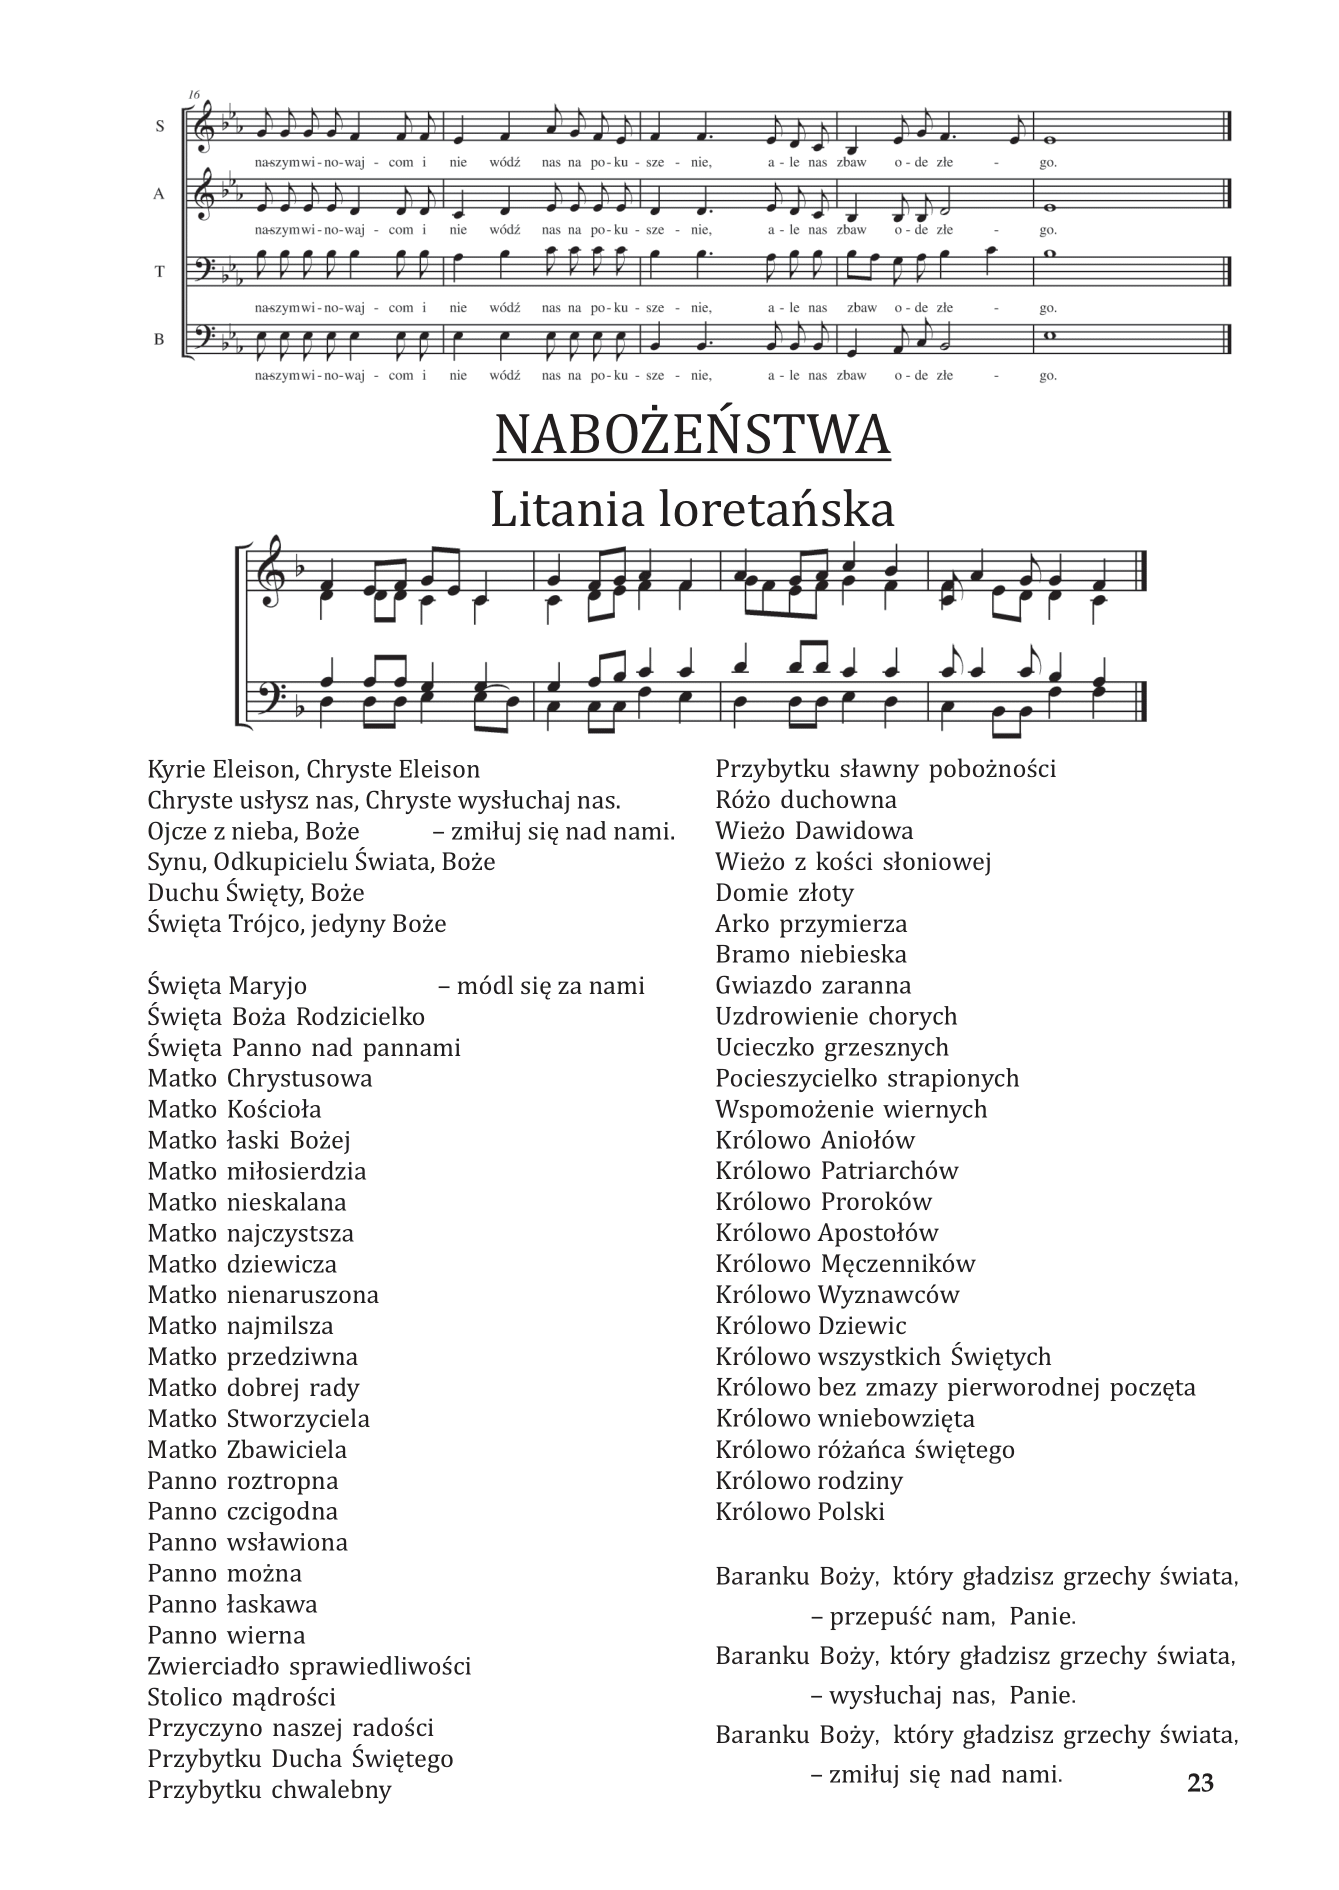 16
S
naszym wi - no - waj - com i nie wódź nas na po - ku - sze - nie, a - le nas zbaw o - de złe - go.
A
naszym wi - no - waj - com i nie wódź nas na po - ku - sze - nie, a - le nas zbaw o - de złe - go.
T
naszym wi - no - waj - com i nie wódź nas na po - ku - sze - nie, a - le nas zbaw o - de złe - go.
B
naszym wi - no - waj - com i nie wódź nas na po - ku - sze - nie, a - le nas zbaw o - de złe - go.
NABOŻEŃSTWA
Litania loretańska
Kyrie Eleison, Chryste Eleison
Chryste usłysz nas, Chryste wysłuchaj nas.
Ojcze z nieba, Boże – zmiłuj się nad nami.
Synu, Odkupicielu Świata, Boże
Duchu Święty, Boże
Święta Trójco, jedyny Boże
Święta Maryjo – módl się za nami
Święta Boża Rodzicielko
Święta Panno nad pannami
Matko Chrystusowa
Matko Kościoła
Matko łaski Bożej
Matko miłosierdzia
Matko nieskalana
Matko najczystsza
Matko dziewicza
Matko nienaruszona
Matko najmilsza
Matko przedziwna
Matko dobrej rady
Matko Stworzyciela
Matko Zbawiciela
Panno roztropna
Panno czcigodna
Panno wsławiona
Panno można
Panno łaskawa
Panno wierna
Zwierciadło sprawiedliwości
Stolico mądrości
Przyczyno naszej radości
Przybytku Ducha Świętego
Przybytku chwalebny
Przybytku sławny pobożności
Różo duchowna
Wieżo Dawidowa
Wieżo z kości słoniowej
Domie złoty
Arko przymierza
Bramo niebieska
Gwiazdo zaranna
Uzdrowienie chorych
Ucieczko grzesznych
Pocieszycielko strapionych
Wspomożenie wiernych
Królowo Aniołów
Królowo Patriarchów
Królowo Proroków
Królowo Apostołów
Królowo Męczenników
Królowo Wyznawców
Królowo Dziewic
Królowo wszystkich Świętych
Królowo bez zmazy pierworodnej poczęta
Królowo wniebowzięta
Królowo różańca świętego
Królowo rodziny
Królowo Polski
Baranku Boży, który gładzisz grzechy świata,
– przepuść nam, Panie.
Baranku Boży, który gładzisz grzechy świata,
– wysłuchaj nas, Panie.
Baranku Boży, który gładzisz grzechy świata,
– zmiłuj się nad nami.
23